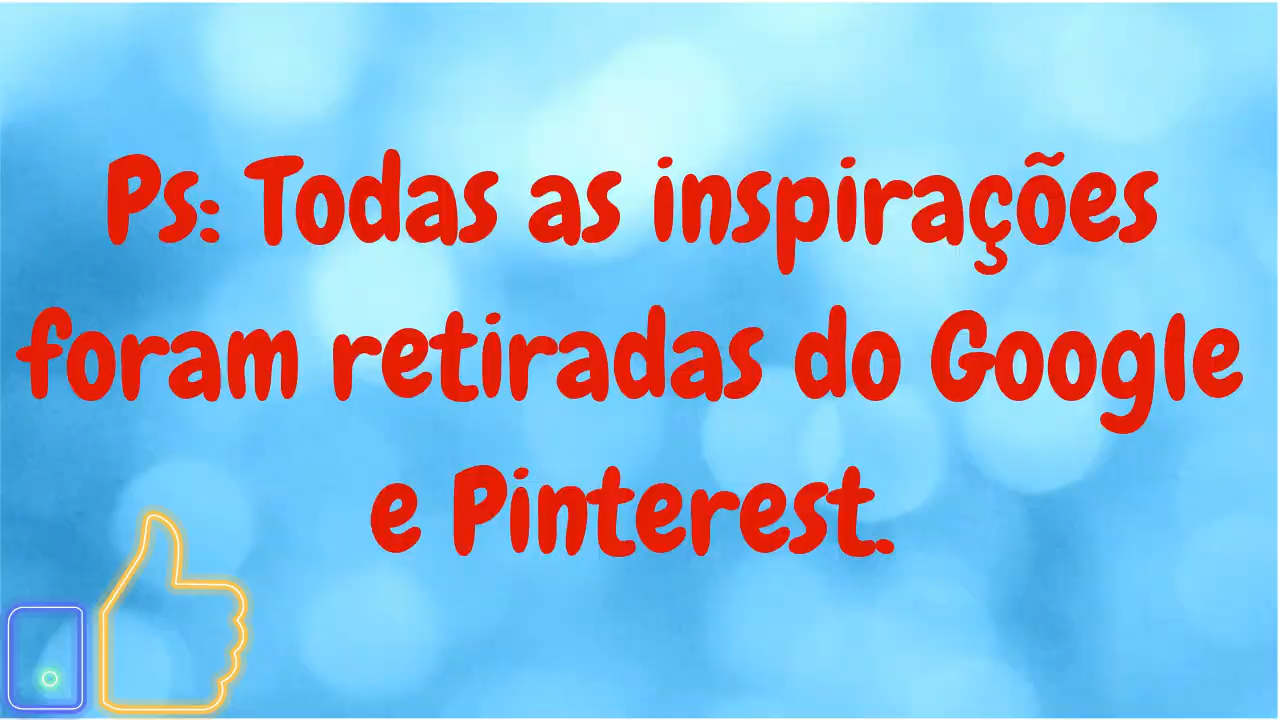 Ps: Todas as inspirações
foram retiradas do Google
e Pinterest.